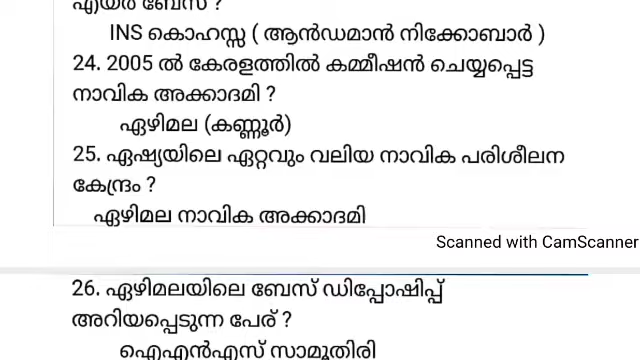 എയർ ബേസ് ?
INS കൊഹസ്സ ( ആൻഡമാൻ നിക്കോബാർ )
24. 2005 ൽ കേരളത്തിൽ കമ്മീഷൻ ചെയ്യപ്പെട്ട
നാവിക അക്കാദമി ?
ഏഴിമല (കണ്ണൂർ)
25. ഏഷ്യയിലെ ഏറ്റവും വലിയ നാവിക പരിശീലന
കേന്ദ്രം ?
ഏഴിമല നാവിക അക്കാദമി
Scanned with CamScanner
26. ഏഴിമലയിലെ ബേസ് ഡിപ്പോഷിപ്പ്
അറിയപ്പെടുന്ന പേര് ?
ഐഎൻഎസ് സാമൂതിരി